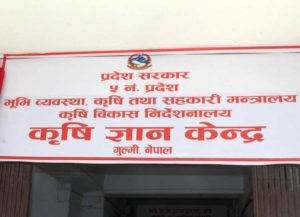 प्रदेश सरकार
५ नं. प्रदेश
भूमि व्यवस्था, कृषि तथा सहकारी मन्त्रालय
कृषि विकास निर्देशनालय
कृषि ज्ञान केन्द्र
गुल्मी, नेपाल